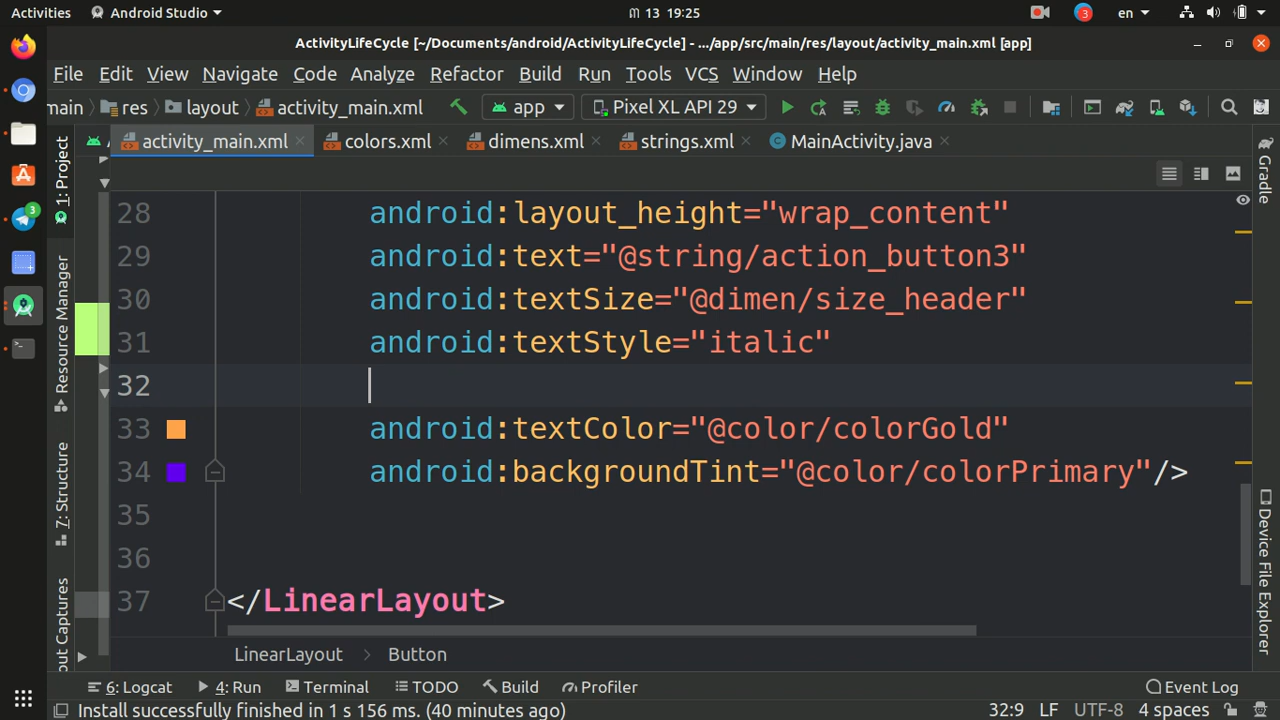 Activities Android Studio ጠ 13 19:25 3 en
ActivityLifeCycle [~/Documents/android/ActivityLifeCycle] - .../app/src/main/res/layout/activity_main.xml [app]
File Edit View Navigate Code Analyze Refactor Build Run Tools VCS Window Help
main res layout activity_main.xml app Pixel XL API 29
activity_main.xml colors.xml dimens.xml strings.xml MainActivity.java
1: Project
Resource Manager
7: Structure
out Captures
3
28 android:layout_height="wrap_content"
29 android:text="@string/action_button3"
30 android:textSize="@dimen/size_header"
31 android:textStyle="italic"
32
33 android:textColor="@color/colorGold"
34 android:backgroundTint="@color/colorPrimary"/>
35
36
37 </LinearLayout>
LinearLayout > Button
Gradle
Device File Explorer
6: Logcat 4: Run Terminal TODO Build Profiler Event Log
Install successfully finished in 1 s 156 ms. (40 minutes ago) 32:9 LF UTF-8 4 spaces